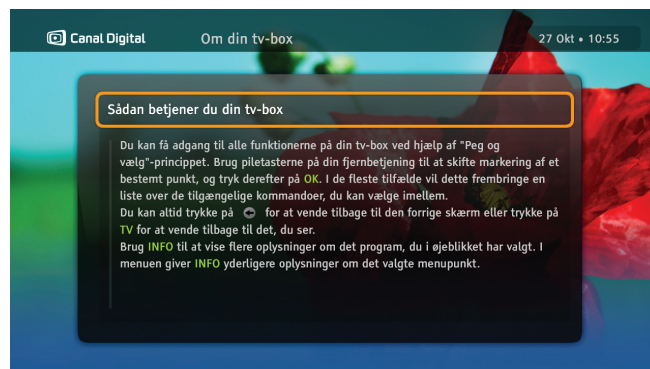 Canal Digital Om din tv-box 27 Okt • 10:55
Sådan betjener du din tv-box
Du kan få adgang til alle funktionerne på din tv-box ved hjælp af "Peg og
vælg"-princippet. Brug piletasterne på din fjernbetjening til at skifte markering af et
bestemt punkt, og tryk derefter på OK. I de fleste tilfælde vil dette frembringe en
liste over de tilgængelige kommandoer, du kan vælge imellem.
Du kan altid trykke på for at vende tilbage til den forrige skærm eller trykke på
TV for at vende tilbage til det, du ser.
Brug INFO til at vise flere oplysninger om det program, du i øjeblikket har valgt. I
menuen giver INFO yderligere oplysninger om det valgte menupunkt.